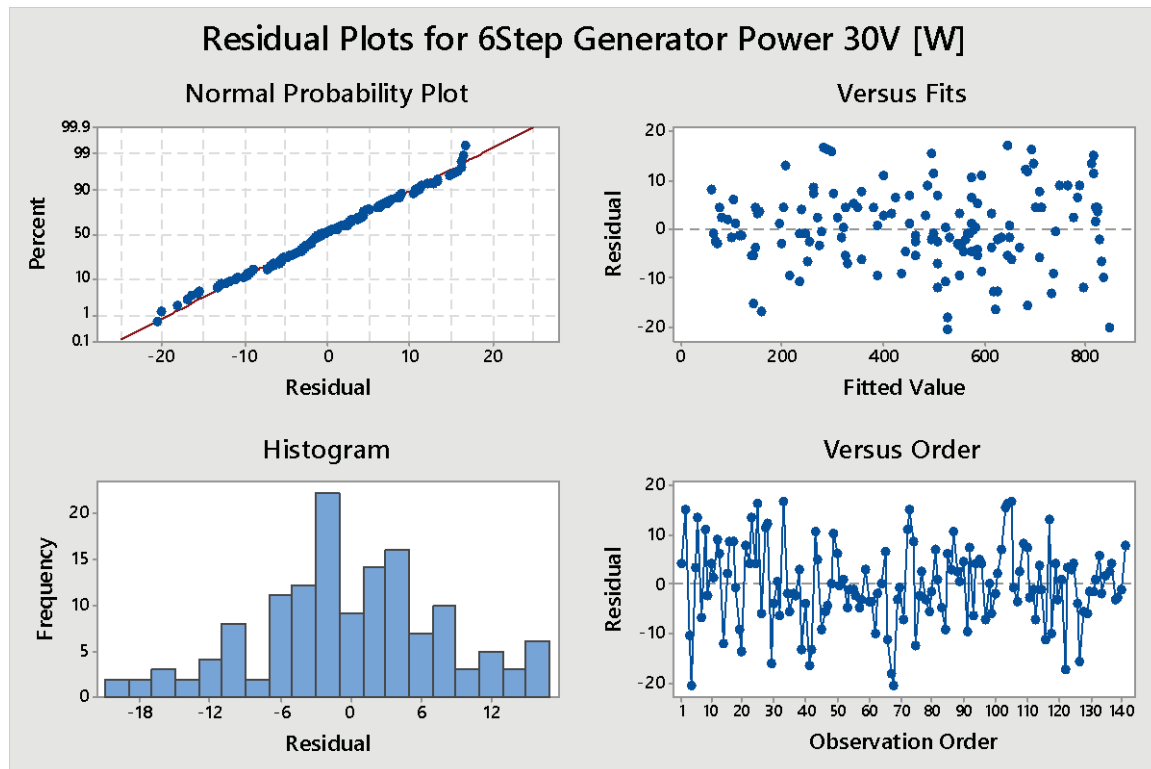 Residual Plots for 6Step Generator Power 30V [W]
Normal Probability Plot
99.9
99
90
50
10
1
0.1
Percent
-20 -10 0 10 20
Residual
Versus Fits
20
10
0
-10
-20
Residual
0 200 400 600 800
Fitted Value
Histogram
20
15
10
5
0
Frequency
-18 -12 -6 0 6 12
Residual
Versus Order
20
10
0
-10
-20
Residual
1 10 20 30 40 50 60 70 80 90 100 110 120 130 140
Observation Order